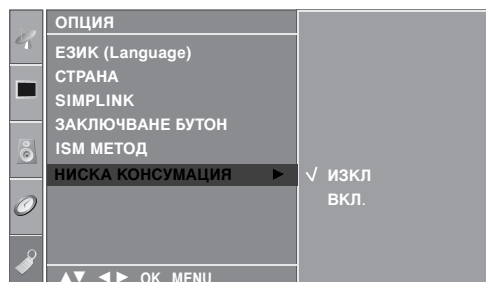 ОПЦИЯ
ЕЗИК (Language)
СТРАНА
SIMPLINK
ЗАКЛЮЧВАНЕ БУТОН
ISM МЕТОД
НИСКА КОНСУМАЦИЯ ▶ √ ИЗКЛ
ВКЛ.
▲▼ ◀▶ OK MENU